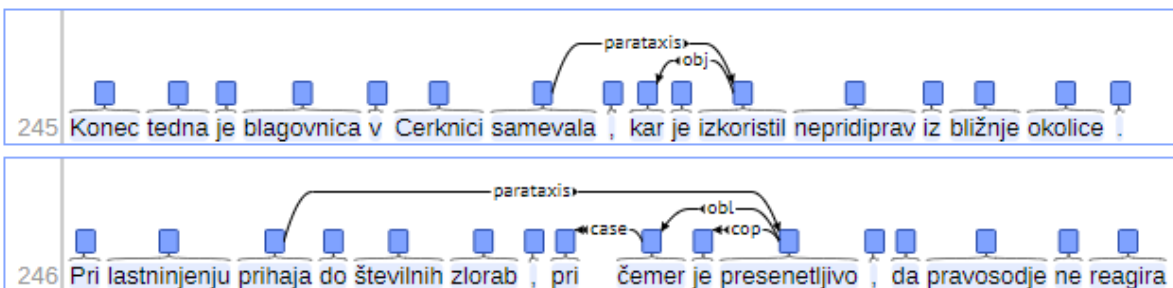 parataxis
obj
245 Konec tedna je blagovnica v Cerknici samevala , kar je izkoristil nepridiprav iz bližnje okolice .
parataxis
obl
case cop
246 Pri lastninjenju prihaja do številnih zlorab , pri čemer je presenetljivo , da pravosodje ne reagira